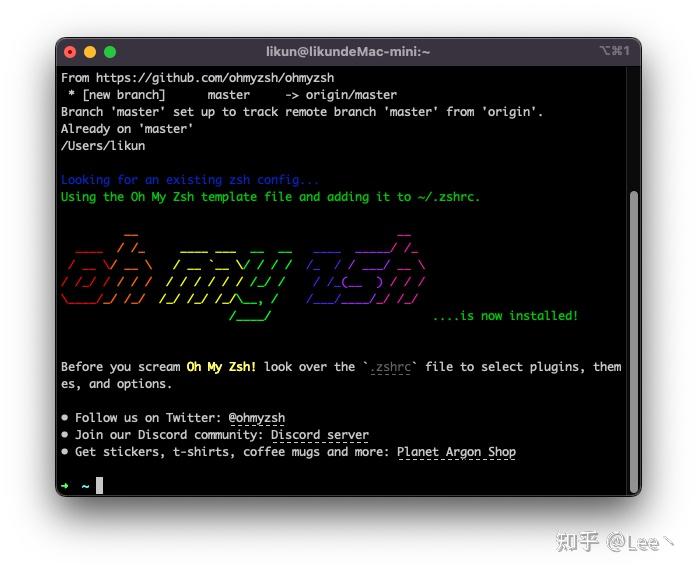 likun@likundeMac-mini:~
⌥⌘1
From https://github.com/ohmyzsh/ohmyzsh
 * [new branch]      master     -> origin/master
Branch 'master' set up to track remote branch 'master' from 'origin'.
Already on 'master'
/Users/likun
Looking for an existing zsh config...
Using the Oh My Zsh template file and adding it to ~/.zshrc.
oh my zsh
....is now installed!
Before you scream Oh My Zsh! look over the `.zshrc` file to select plugins, them
es, and options.
• Follow us on Twitter: @ohmyzsh
• Join our Discord community: Discord server
• Get stickers, t-shirts, coffee mugs and more: Planet Argon Shop
➜  ~
知乎 @Lee丶